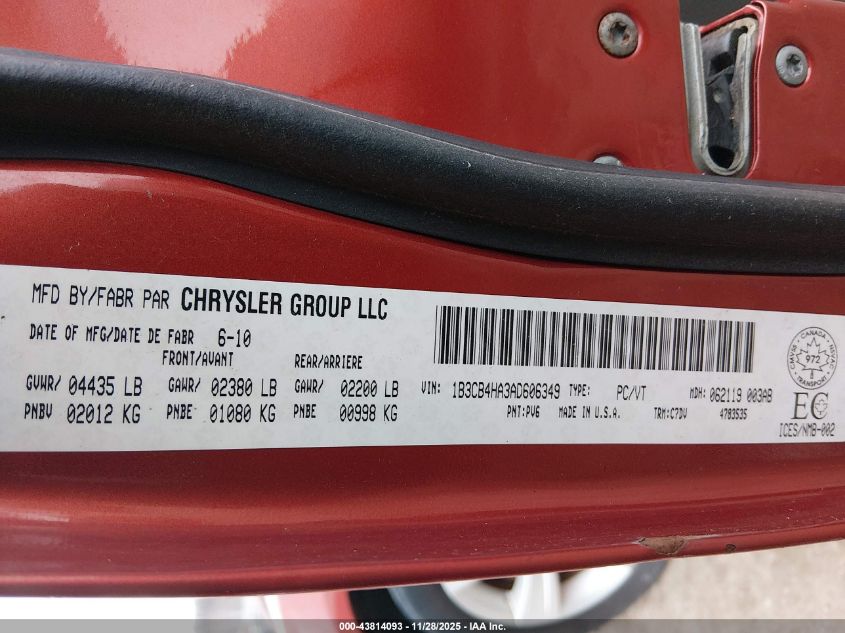 MFD BY/FABR PAR CHRYSLER GROUP LLC
DATE OF MFG/DATE DE FABR 6-10
FRONT/AVANT REAR/ARRIERE
GVWR/ 04435 LB GAWR/ 02380 LB GAWR/ 02200 LB
PNBV 02012 KG PNBE 01080 KG PNBE 00998 KG
VIN: 1B3CB4HA3AD606349 TYPE: PC/VT MDH: 062119 003AB
PNT:PV6 MADE IN U.S.A. TRM:C7DV 4783535
CMVSS · CANADA · NSVAC
972
TRANSPORT
EC
ICES/NMB-002
000-43814093 - 11/28/2025 - IAA Inc.